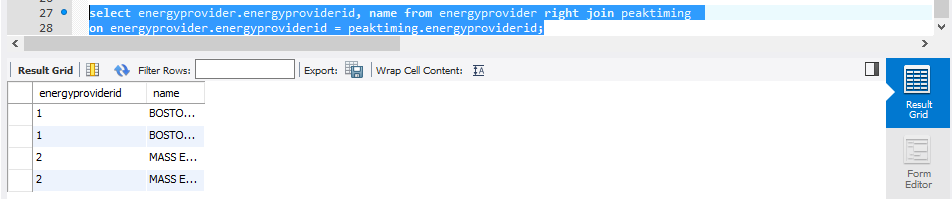 27 select energyprovider.energyproviderid, name from energyprovider right join peaktiming
28 on energyprovider.energyproviderid = peaktiming.energyproviderid;
Result Grid Filter Rows: Export: Wrap Cell Content:
energyproviderid name
1 BOSTO...
1 BOSTO...
2 MASS E...
2 MASS E...
Result
Grid
Form
Editor